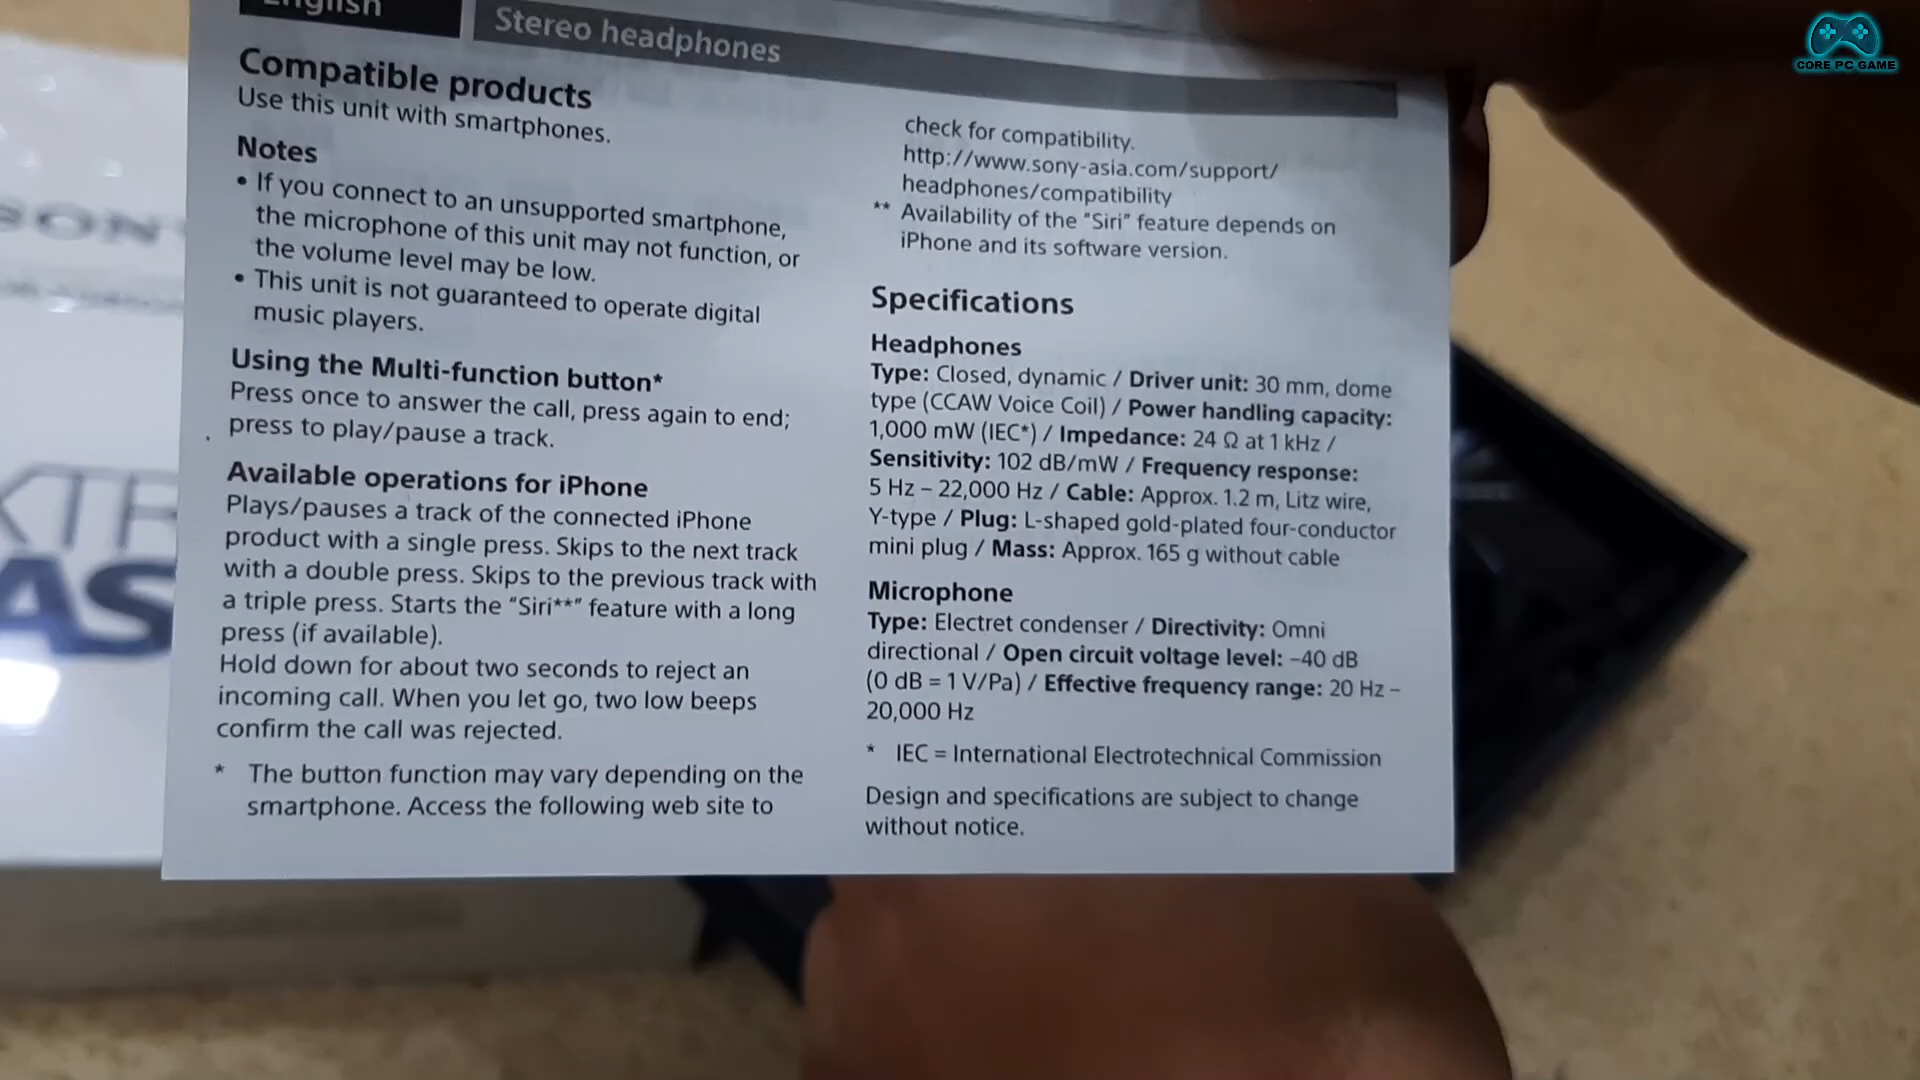 English
Stereo headphones
Compatible products
Use this unit with smartphones.
Notes
• If you connect to an unsupported smartphone,
the microphone of this unit may not function, or
the volume level may be low.
• This unit is not guaranteed to operate digital
music players.
Using the Multi-function button*
Press once to answer the call, press again to end;
press to play/pause a track.
Available operations for iPhone
Plays/pauses a track of the connected iPhone
product with a single press. Skips to the next track
with a double press. Skips to the previous track with
a triple press. Starts the "Siri**" feature with a long
press (if available).
Hold down for about two seconds to reject an
incoming call. When you let go, two low beeps
confirm the call was rejected.
* The button function may vary depending on the
smartphone. Access the following web site to
check for compatibility.
http://www.sony-asia.com/support/
headphones/compatibility
** Availability of the "Siri" feature depends on
iPhone and its software version.
Specifications
Headphones
Type: Closed, dynamic / Driver unit: 30 mm, dome
type (CCAW Voice Coil) / Power handling capacity:
1,000 mW (IEC*) / Impedance: 24 Ω at 1 kHz /
Sensitivity: 102 dB/mW / Frequency response:
5 Hz – 22,000 Hz / Cable: Approx. 1.2 m, Litz wire,
Y-type / Plug: L-shaped gold-plated four-conductor
mini plug / Mass: Approx. 165 g without cable
Microphone
Type: Electret condenser / Directivity: Omni
directional / Open circuit voltage level: –40 dB
(0 dB = 1 V/Pa) / Effective frequency range: 20 Hz –
20,000 Hz
* IEC = International Electrotechnical Commission
Design and specifications are subject to change
without notice.
SONY
XTR
AS
CORE PC GAME